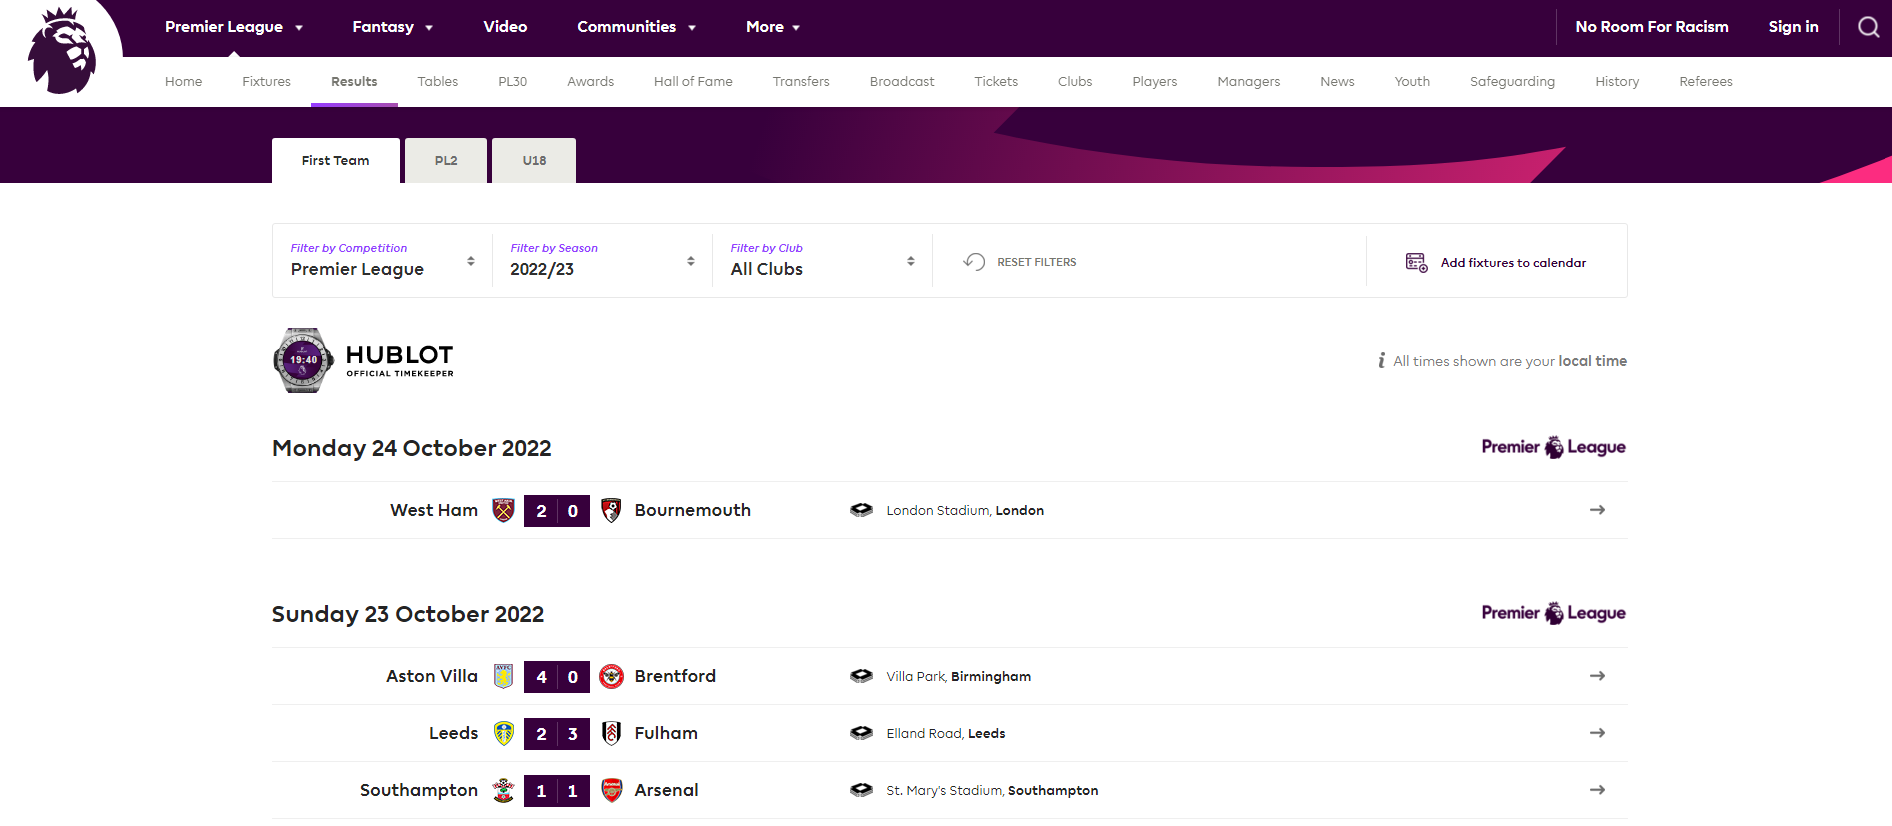 Premier League Fantasy Video Communities More No Room For Racism Sign in
Home Fixtures Results Tables PL30 Awards Hall of Fame Transfers Broadcast Tickets Clubs Players Managers News Youth Safeguarding History Referees
First Team PL2 U18
Filter by Competition Filter by Season Filter by Club
Premier League 2022/23 All Clubs RESET FILTERS Add fixtures to calendar
19:40
HUBLOT
OFFICIAL TIMEKEEPER
All times shown are your local time
Monday 24 October 2022 Premier League
West Ham 2 0 Bournemouth London Stadium, London
Sunday 23 October 2022 Premier League
Aston Villa 4 0 Brentford Villa Park, Birmingham
Leeds 2 3 Fulham Elland Road, Leeds
Southampton 1 1 Arsenal St. Mary's Stadium, Southampton